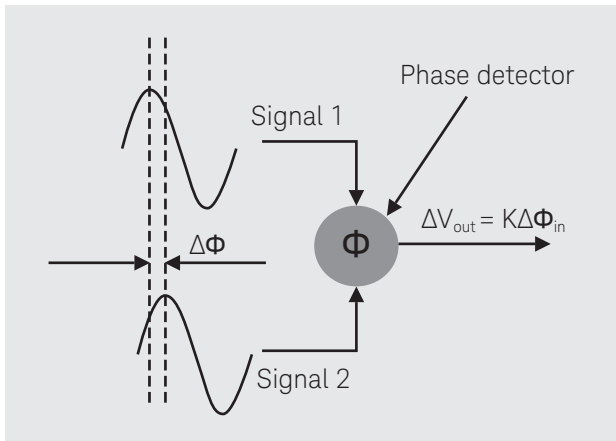 Phase detector
Signal 1
ΔV_out = KΔΦ_in
ΔΦ
Φ
Signal 2